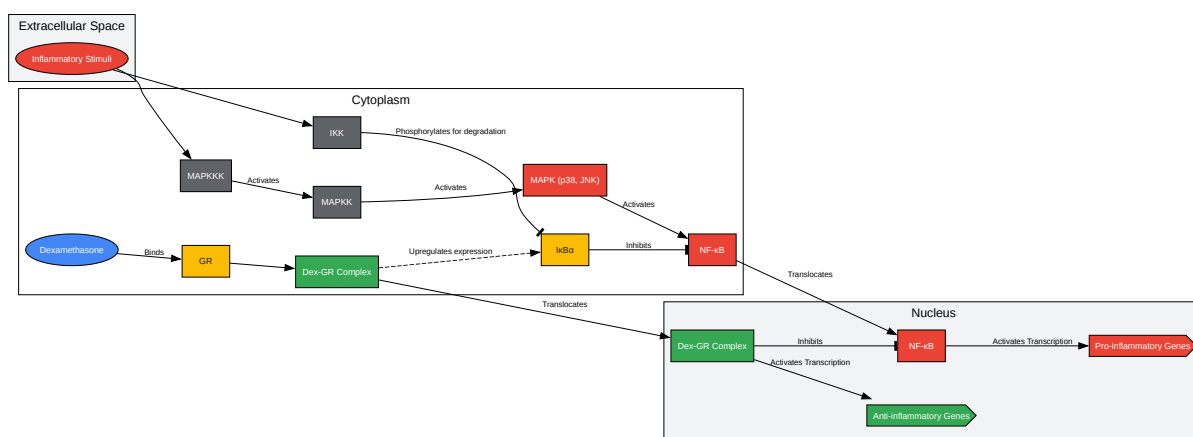 Extracellular Space
Inflammatory Stimuli
Cytoplasm
IKK
Phosphorylates for degradation
MAPKKK
Activates
MAPKK
Activates
MAPK (p38, JNK)
Activates
Dexamethasone
Binds
GR
Dex-GR Complex
Upregulates expression
IκBα
Inhibits
NF-κB
Translocates
Translocates
Nucleus
Dex-GR Complex
Inhibits
NF-κB
Activates Transcription
Pro-inflammatory Genes
Activates Transcription
Anti-inflammatory Genes